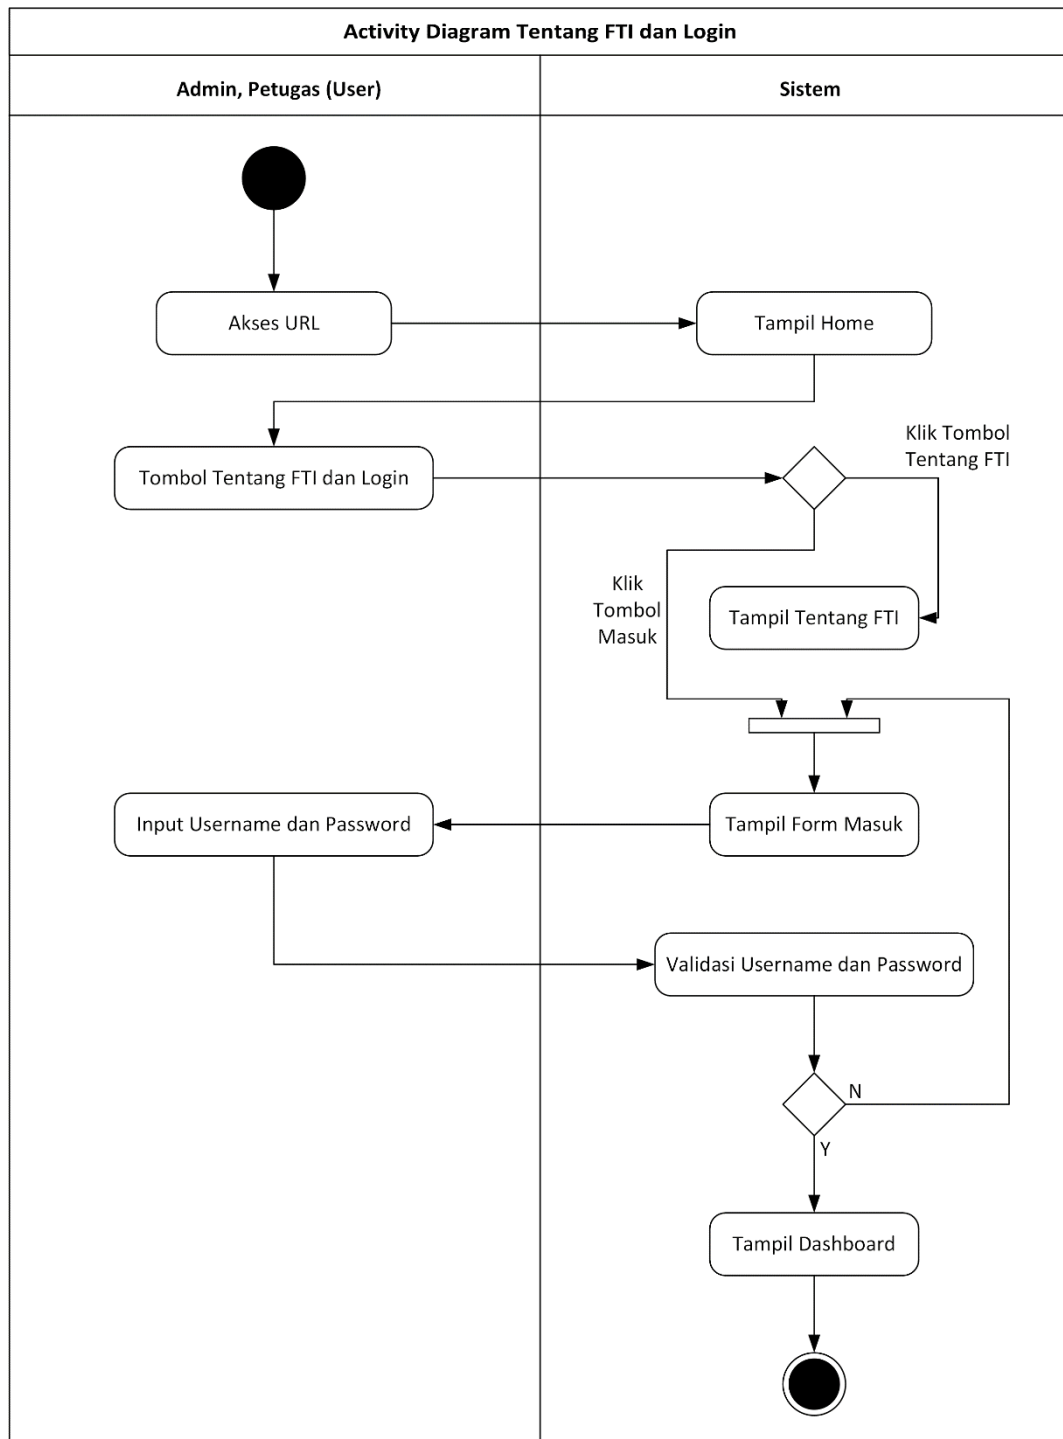 Activity Diagram Tentang FTI dan Login
Admin, Petugas (User)
Sistem
Akses URL
Tampil Home
Klik Tombol
Tentang FTI
Tombol Tentang FTI dan Login
Klik
Tombol
Masuk
Tampil Tentang FTI
Input Username dan Password
Tampil Form Masuk
Validasi Username dan Password
N
Y
Tampil Dashboard